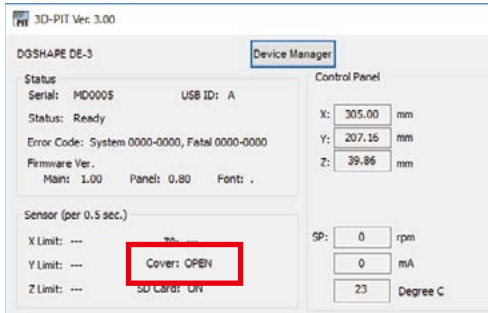 3D-PIT Ver. 3.00
DGSHAPE DE-3
Device Manager
Status
Serial: MD0005 USB ID: A
Status: Ready
Error Code: System 0000-0000, Fatal 0000-0000
Firmware Ver.
Main: 1.00 Panel: 0.80 Font: .
Sensor (per 0.5 sec.)
X Limit: ---
Y Limit: --- Cover: OPEN
Z Limit: --- SD Card: ON
Control Panel
X: 305.00 mm
Y: 207.16 mm
Z: 39.86 mm
SP: 0 rpm
0 mA
23 Degree C